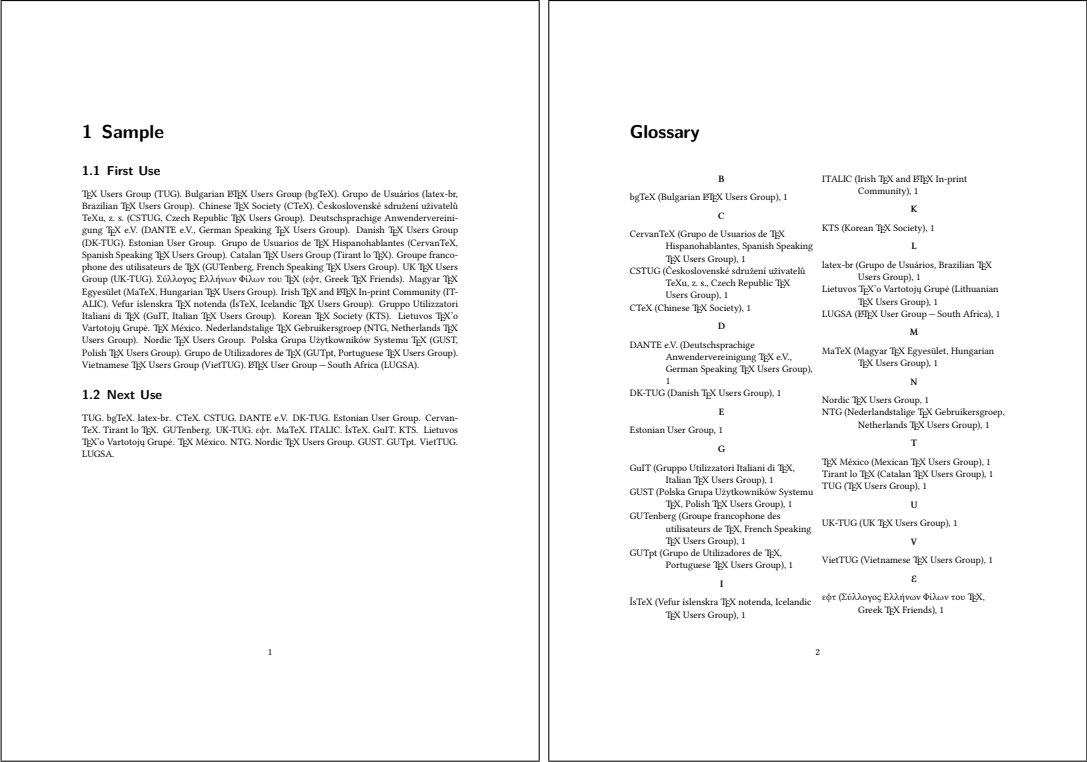 1 Sample
1.1 First Use
TEX Users Group (TUG). Bulgarian LATEX Users Group (bgTeX). Grupo de Usuários (latex-br,
Brazilian TEX Users Group). Chinese TEX Society (CTeX). Československé sdružení uživatelů
TeXu, z. s. (CSTUG, Czech Republic TEX Users Group). Deutschsprachige Anwendervereini-
gung TEX e.V. (DANTE e.V., German Speaking TEX Users Group). Danish TEX Users Group
(DK-TUG). Estonian User Group. Grupo de Usuarios de TEX Hispanohablantes (CervanTeX,
Spanish Speaking TEX Users Group). Catalan TEX Users Group (Tirant lo TEX). Groupe franco-
phone des utilisateurs de TEX (GUTenberg, French Speaking TEX Users Group). UK TEX Users
Group (UK-TUG). Σύλλογος Ελλήνων Φίλων του TEX (εϕτ, Greek TEX Friends). Magyar TEX
Egyesület (MaTeX, Hungarian TEX Users Group). Irish TEX and LATEX In-print Community (IT-
ALIC). Vefur íslenskra TEX notenda (ÍsTeX, Icelandic TEX Users Group). Gruppo Utilizzatori
Italiani di TEX (GuIT, Italian TEX Users Group). Korean TEX Society (KTS). Lietuvos TEX'o
Vartotojų Grupė. TEX México. Nederlandstalige TEX Gebruikersgroep (NTG, Netherlands TEX
Users Group). Nordic TEX Users Group. Polska Grupa Użytkowników Systemu TEX (GUST,
Polish TEX Users Group). Grupo de Utilizadores de TEX (GUTpt, Portuguese TEX Users Group).
Vietnamese TEX Users Group (VietTUG). LATEX User Group – South Africa (LUGSA).
1.2 Next Use
TUG. bgTeX. latex-br. CTeX. CSTUG. DANTE e.V. DK-TUG. Estonian User Group. Cervan-
TeX. Tirant lo TEX. GUTenberg. UK-TUG. εϕτ. MaTeX. ITALIC. ÍsTeX. GuIT. KTS. Lietuvos
TEX'o Vartotojų Grupė. TEX México. NTG. Nordic TEX Users Group. GUST. GUTpt. VietTUG.
LUGSA.
1
Glossary
B
bgTeX (Bulgarian LATEX Users Group), 1
C
CervanTeX (Grupo de Usuarios de TEX
Hispanohablantes, Spanish Speaking
TEX Users Group), 1
CSTUG (Československé sdružení uživatelů
TeXu, z. s., Czech Republic TEX
Users Group), 1
CTeX (Chinese TEX Society), 1
D
DANTE e.V. (Deutschsprachige
Anwendervereinigung TEX e.V.,
German Speaking TEX Users Group),
1
DK-TUG (Danish TEX Users Group), 1
E
Estonian User Group, 1
G
GuIT (Gruppo Utilizzatori Italiani di TEX,
Italian TEX Users Group), 1
GUST (Polska Grupa Użytkowników Systemu
TEX, Polish TEX Users Group), 1
GUTenberg (Groupe francophone des
utilisateurs de TEX, French Speaking
TEX Users Group), 1
GUTpt (Grupo de Utilizadores de TEX,
Portuguese TEX Users Group), 1
I
ÍsTeX (Vefur íslenskra TEX notenda, Icelandic
TEX Users Group), 1
ITALIC (Irish TEX and LATEX In-print
Community), 1
K
KTS (Korean TEX Society), 1
L
latex-br (Grupo de Usuários, Brazilian TEX
Users Group), 1
Lietuvos TEX'o Vartotojų Grupė (Lithuanian
TEX Users Group), 1
LUGSA (LATEX User Group – South Africa), 1
M
MaTeX (Magyar TEX Egyesület, Hungarian
TEX Users Group), 1
N
Nordic TEX Users Group, 1
NTG (Nederlandstalige TEX Gebruikersgroep,
Netherlands TEX Users Group), 1
T
TEX México (Mexican TEX Users Group), 1
Tirant lo TEX (Catalan TEX Users Group), 1
TUG (TEX Users Group), 1
U
UK-TUG (UK TEX Users Group), 1
V
VietTUG (Vietnamese TEX Users Group), 1
Ε
εϕτ (Σύλλογος Ελλήνων Φίλων του TEX,
Greek TEX Friends), 1
2